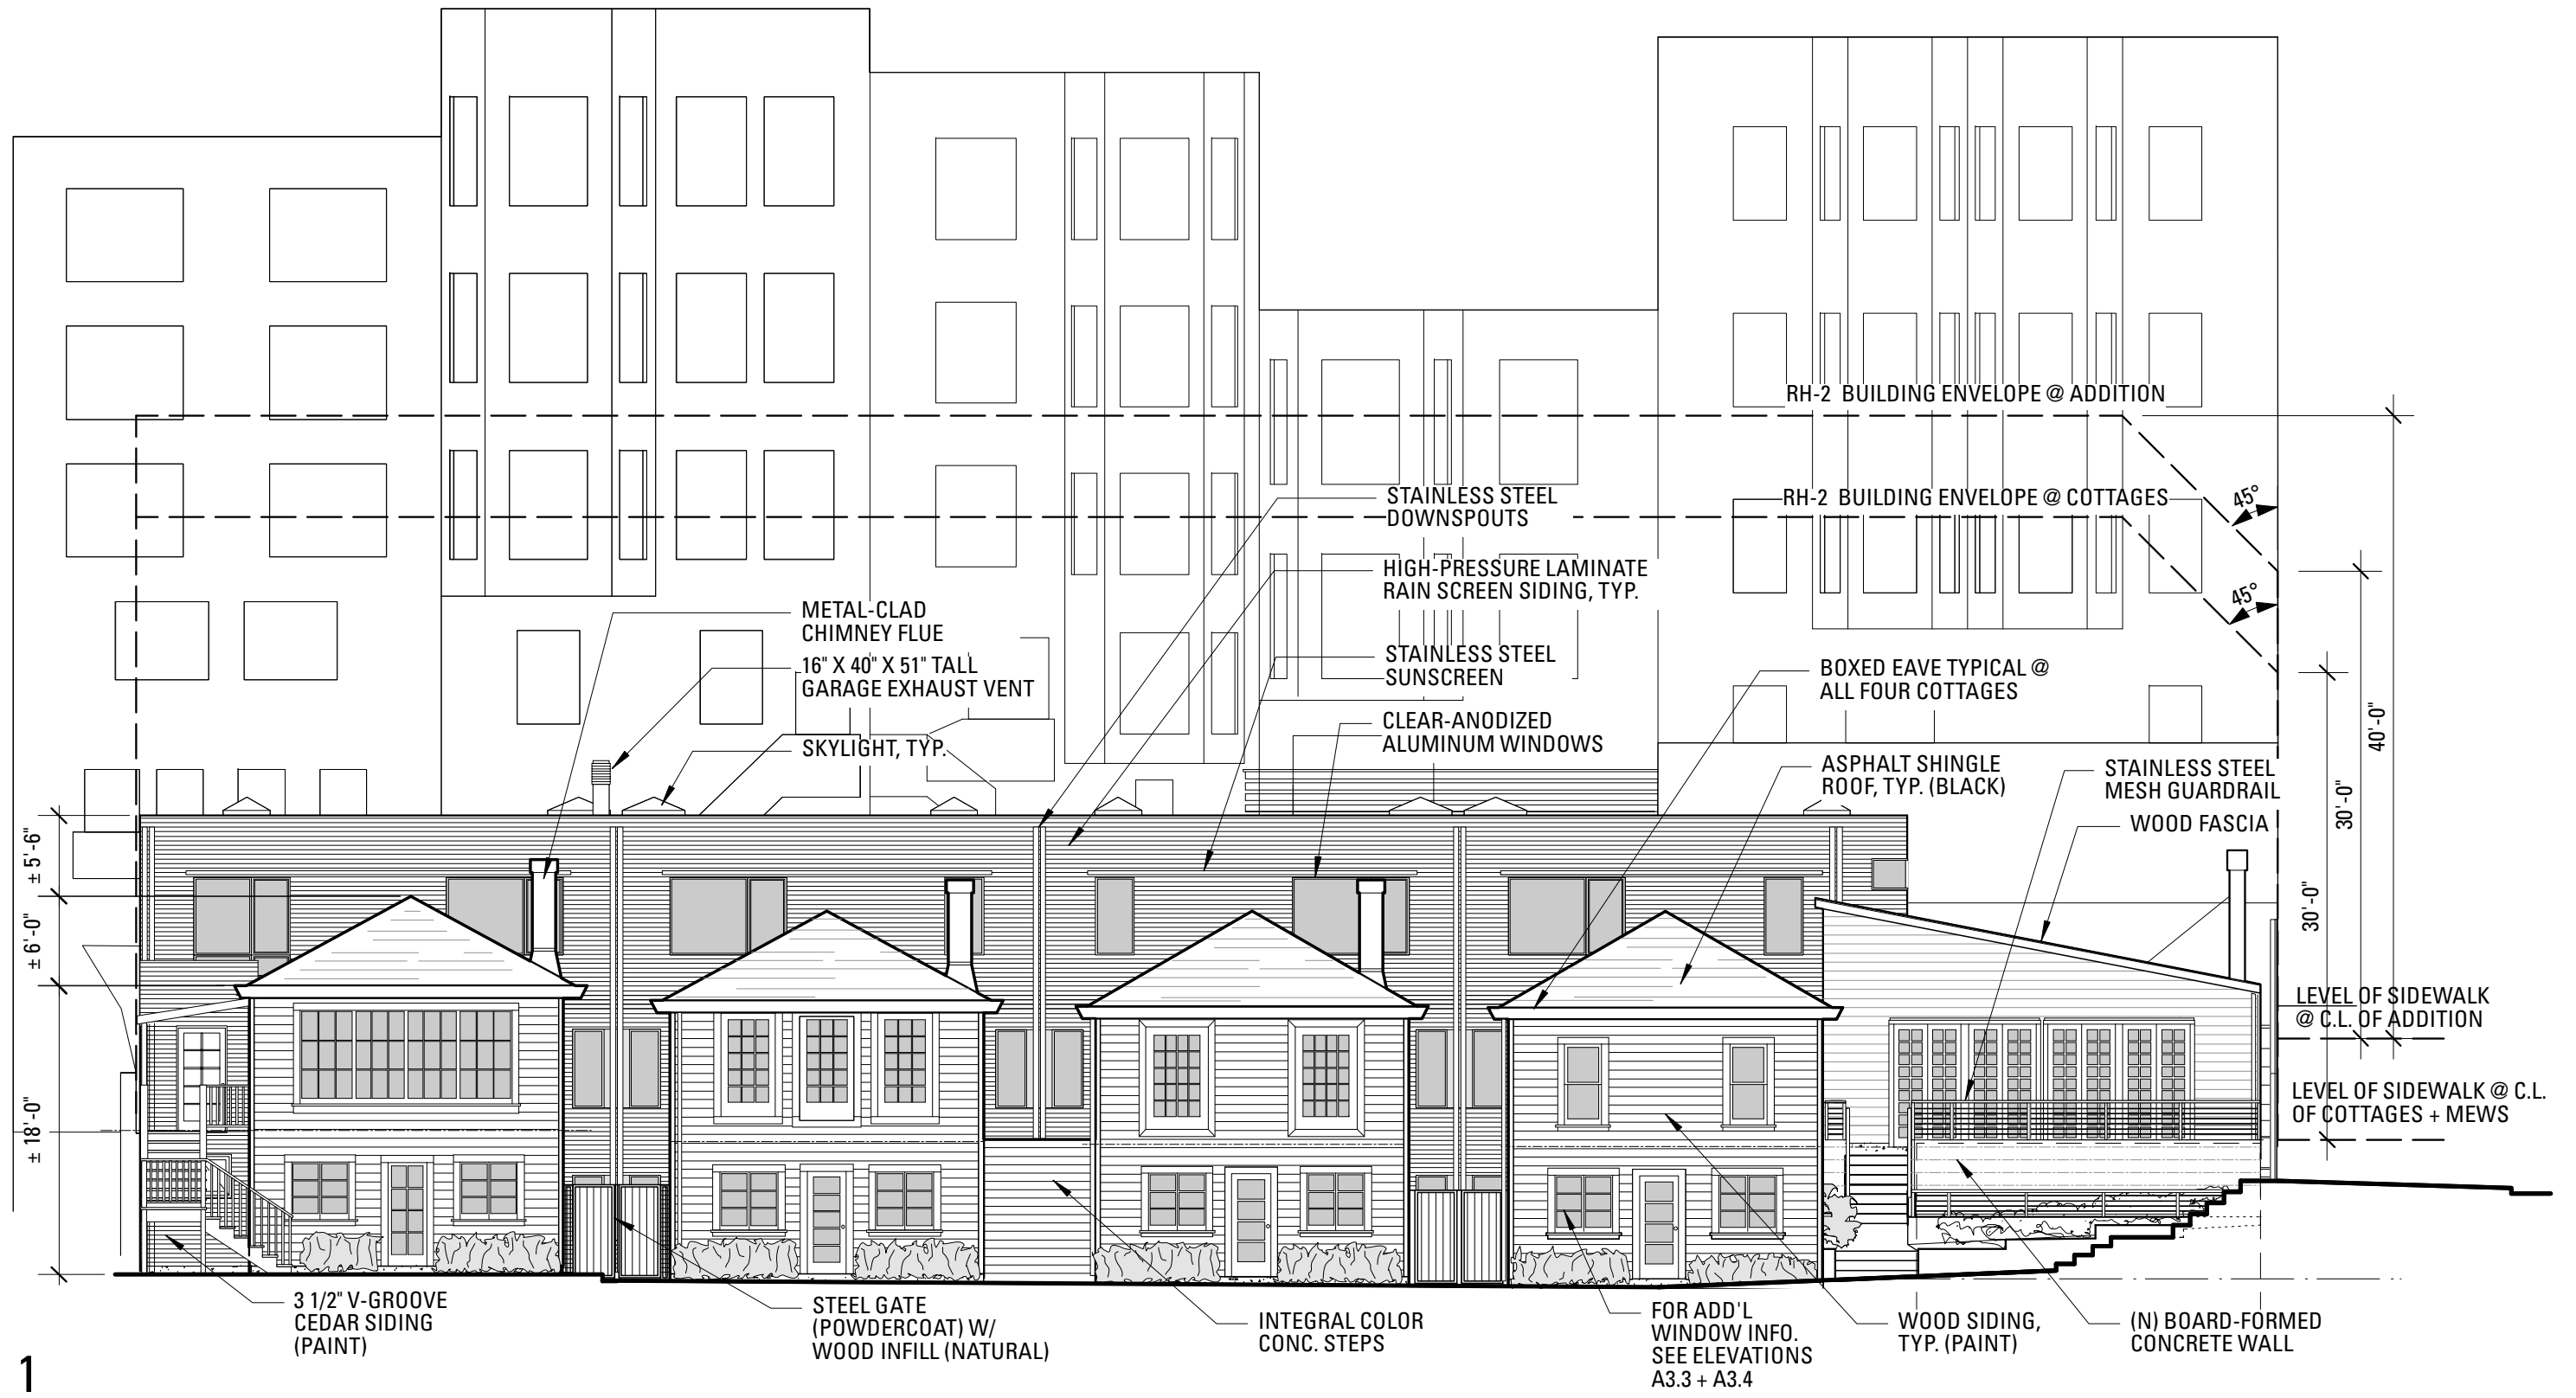 RH-2 BUILDING ENVELOPE @ ADDITION
STAINLESS STEEL
DOWNSPOUTS
RH-2 BUILDING ENVELOPE @ COTTAGES
45°
HIGH-PRESSURE LAMINATE
RAIN SCREEN SIDING, TYP.
45°
METAL-CLAD
CHIMNEY FLUE
16" X 40" X 51" TALL
GARAGE EXHAUST VENT
SKYLIGHT, TYP.
STAINLESS STEEL
SUNSCREEN
CLEAR-ANODIZED
ALUMINUM WINDOWS
BOXED EAVE TYPICAL @
ALL FOUR COTTAGES
ASPHALT SHINGLE
ROOF, TYP. (BLACK)
STAINLESS STEEL
MESH GUARDRAIL
WOOD FASCIA
40'-0"
30'-0"
30'-0"
± 5'-6"
± 6'-0"
± 18'-0"
LEVEL OF SIDEWALK
@ C.L. OF ADDITION
LEVEL OF SIDEWALK @ C.L.
OF COTTAGES + MEWS
3 1/2" V-GROOVE
CEDAR SIDING
(PAINT)
STEEL GATE
(POWDERCOAT) W/
WOOD INFILL (NATURAL)
INTEGRAL COLOR
CONC. STEPS
FOR ADD'L
WINDOW INFO.
SEE ELEVATIONS
A3.3 + A3.4
WOOD SIDING,
TYP. (PAINT)
(N) BOARD-FORMED
CONCRETE WALL
1